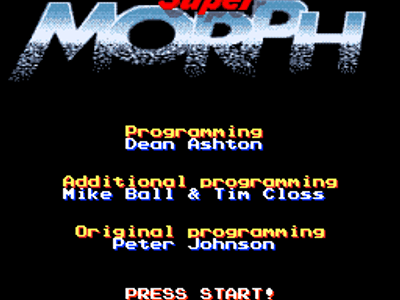 Super
MORPH
Programming
Dean Ashton
Additional programming
Mike Ball & Tim Closs
Original programming
Peter Johnson
PRESS START!